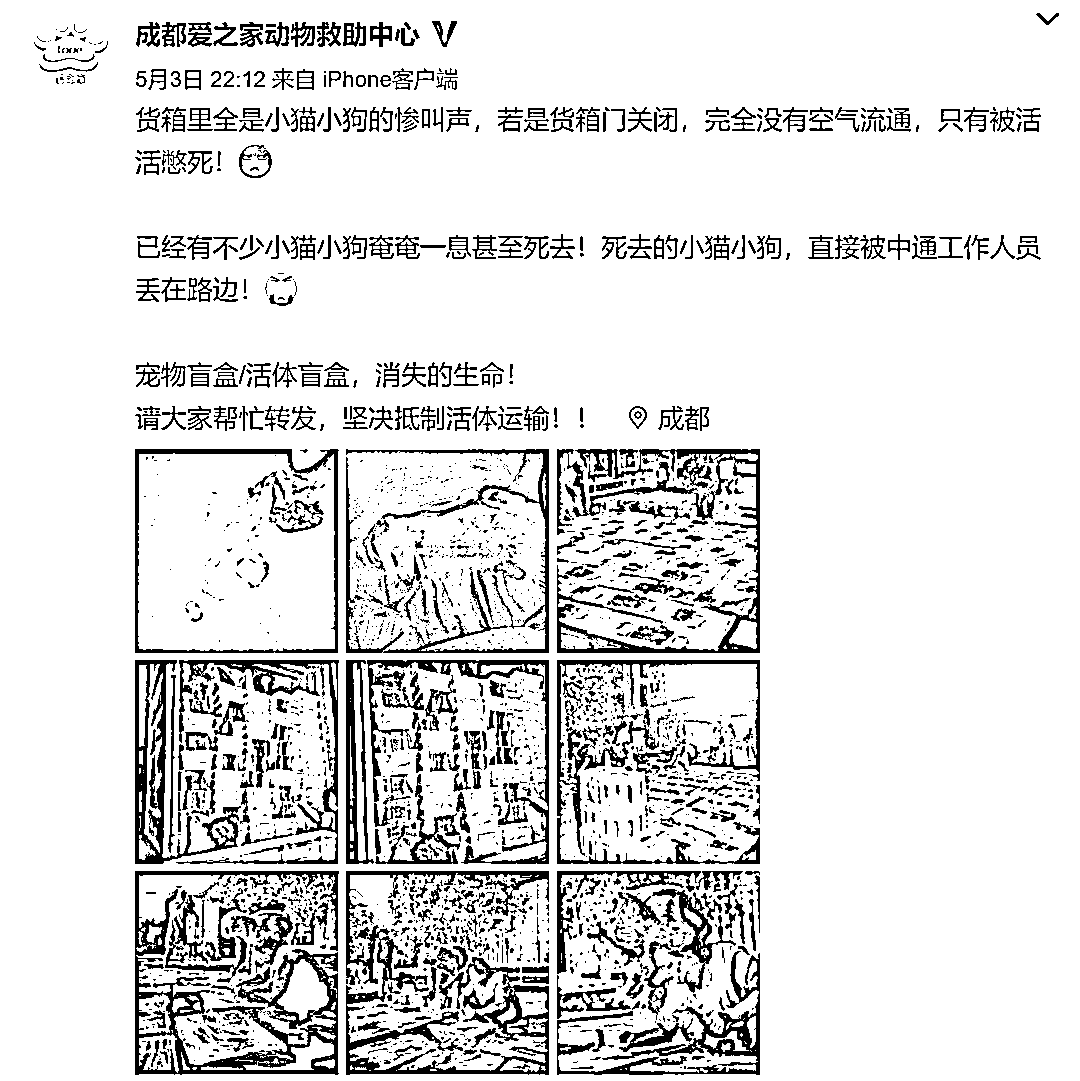 成都爱之家动物救助中心 V
5月3日 22:12 来自 iPhone客户端
货箱里全是小猫小狗的惨叫声，若是货箱门关闭，完全没有空气流通，只有被活
活憋死！
已经有不少小猫小狗奄奄一息甚至死去！死去的小猫小狗，直接被中通工作人员
丢在路边！
宠物盲盒/活体盲盒，消失的生命！
请大家帮忙转发，坚决抵制活体运输！！ 成都